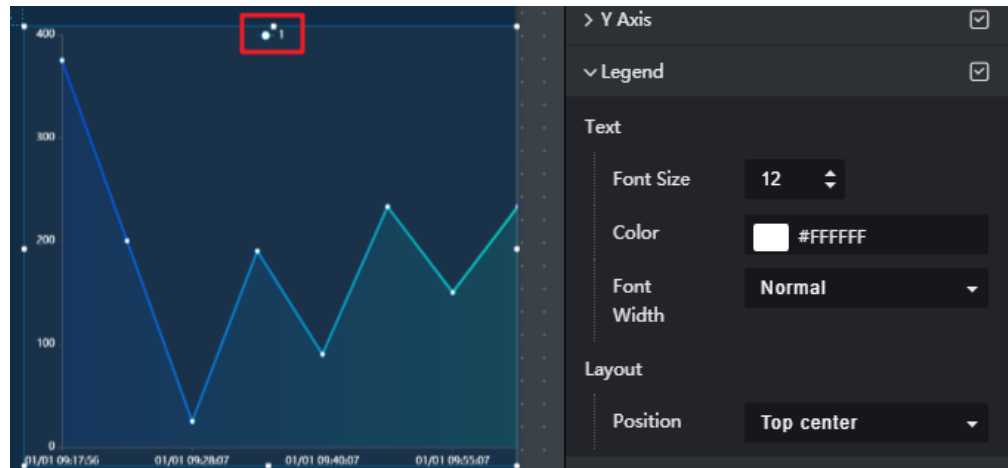 400
1
300
200
100
0
01/01 09:17:56
01/01 09:28:07
01/01 09:40:07
01/01 09:55:07
Y Axis
Legend
Text
Font Size
12
Color
#FFFFFF
Font
Width
Normal
Layout
Position
Top center